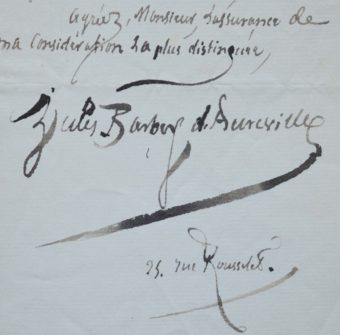 agréez, Monsieur, l'assurance de
ma considération la plus distinguée,
Jules Barbey d'Aurevilly
25. rue Rousselet.